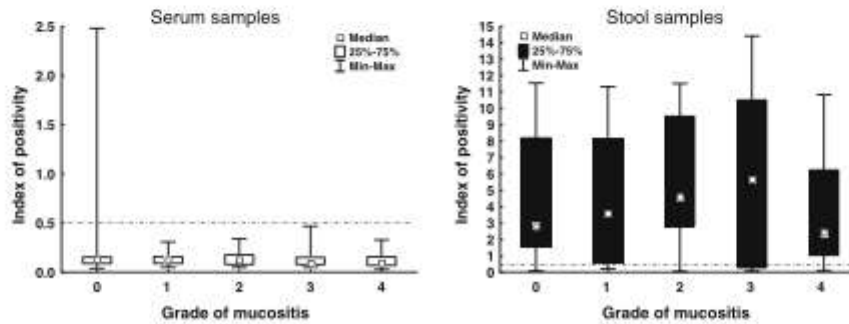 Serum samples
Median
25%-75%
Min-Max
Index of positivity
2.5
2.0
1.5
1.0
0.5
0.0
0 1 2 3 4
Grade of mucositis
Stool samples
Median
25%-75%
Min-Max
Index of positivity
15
14
13
12
11
10
9
8
7
6
5
4
3
2
1
0
0 1 2 3 4
Grade of mucositis